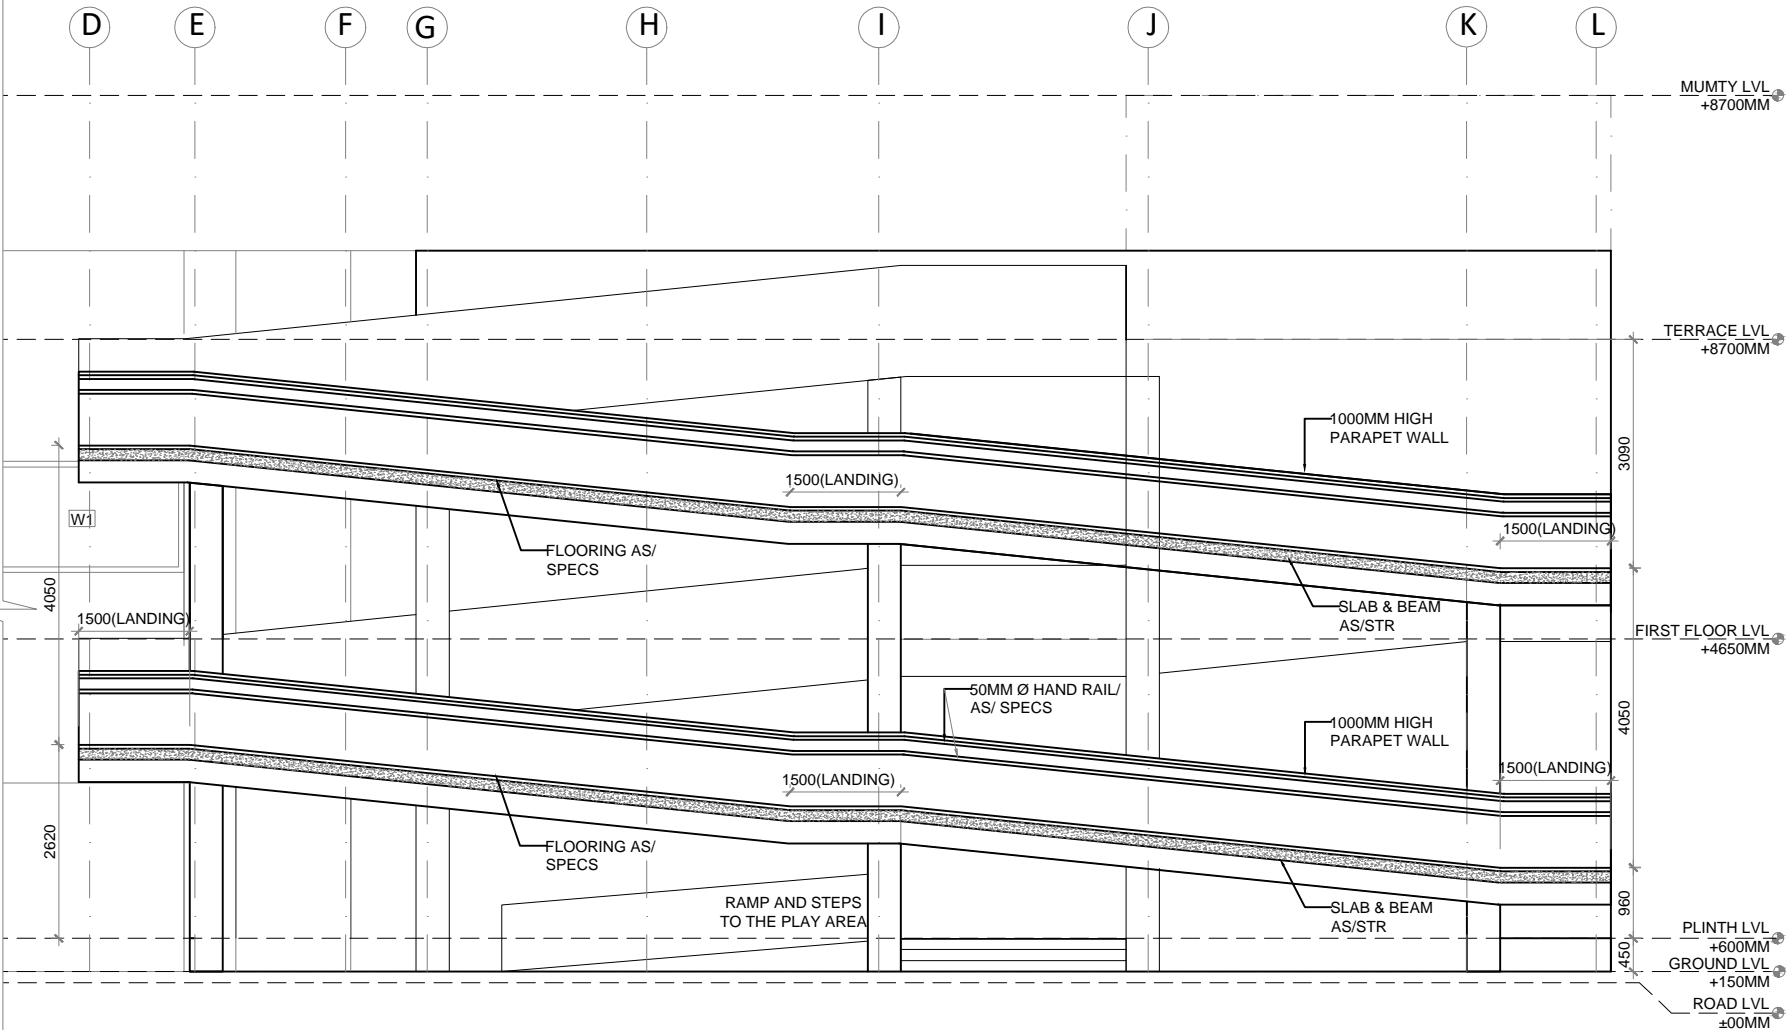 D E F G H I J K L
MUMTY LVL
+8700MM
TERRACE LVL
+8700MM
1000MM HIGH
PARAPET WALL
3090
1500(LANDING)
W1
1500(LANDING)
FLOORING AS/
SPECS
4050
SLAB & BEAM
AS/STR
1500(LANDING)
FIRST FLOOR LVL
+4650MM
50MM Ø HAND RAIL/
AS/ SPECS
4050
1000MM HIGH
PARAPET WALL
1500(LANDING)
1500(LANDING)
2620
FLOORING AS/
SPECS
RAMP AND STEPS
TO THE PLAY AREA
960
SLAB & BEAM
AS/STR
PLINTH LVL
+600MM
450
GROUND LVL
+150MM
ROAD LVL
±00MM